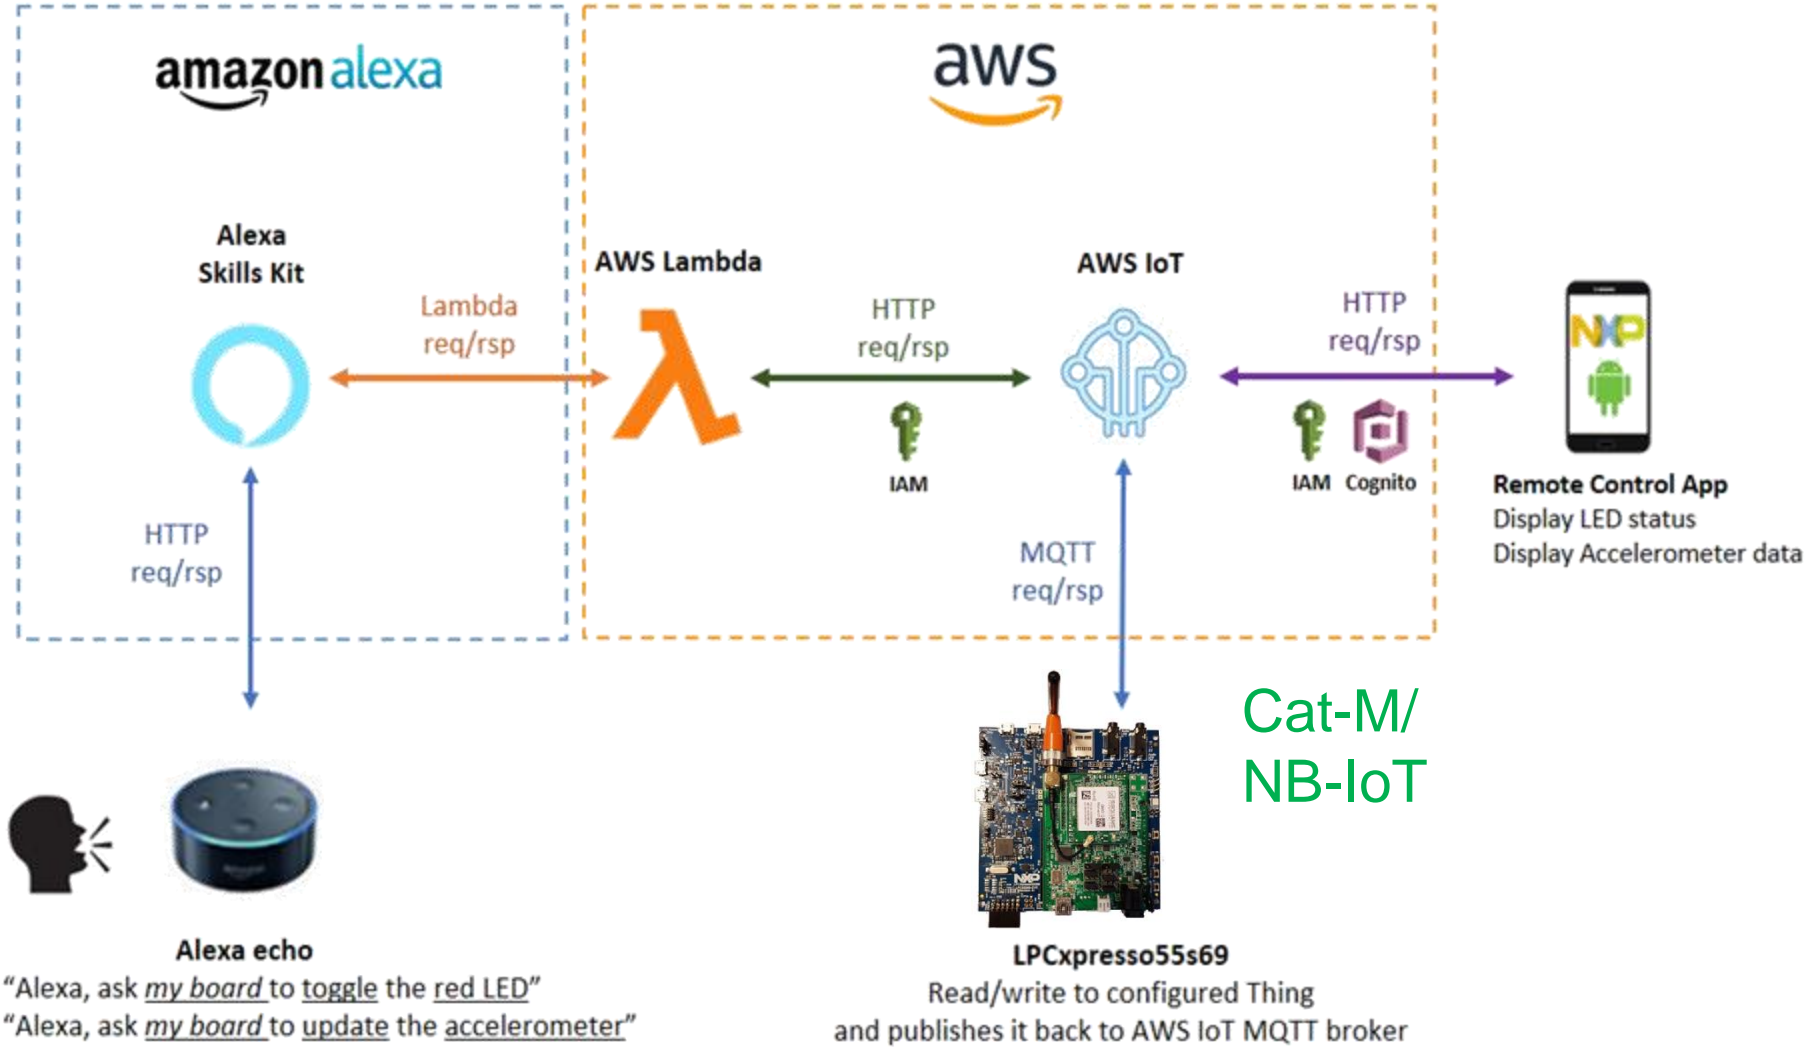 amazon alexa
aws
Alexa
Skills Kit
Lambda
req/rsp
AWS Lambda
HTTP
req/rsp
IAM
AWS IoT
HTTP
req/rsp
IAM Cognito
NXP
Remote Control App
Display LED status
Display Accelerometer data
HTTP
req/rsp
MQTT
req/rsp
Cat-M/
NB-IoT
NXP
Alexa echo
“Alexa, ask my board to toggle the red LED”
“Alexa, ask my board to update the accelerometer”
LPCxpresso55s69
Read/write to configured Thing
and publishes it back to AWS IoT MQTT broker